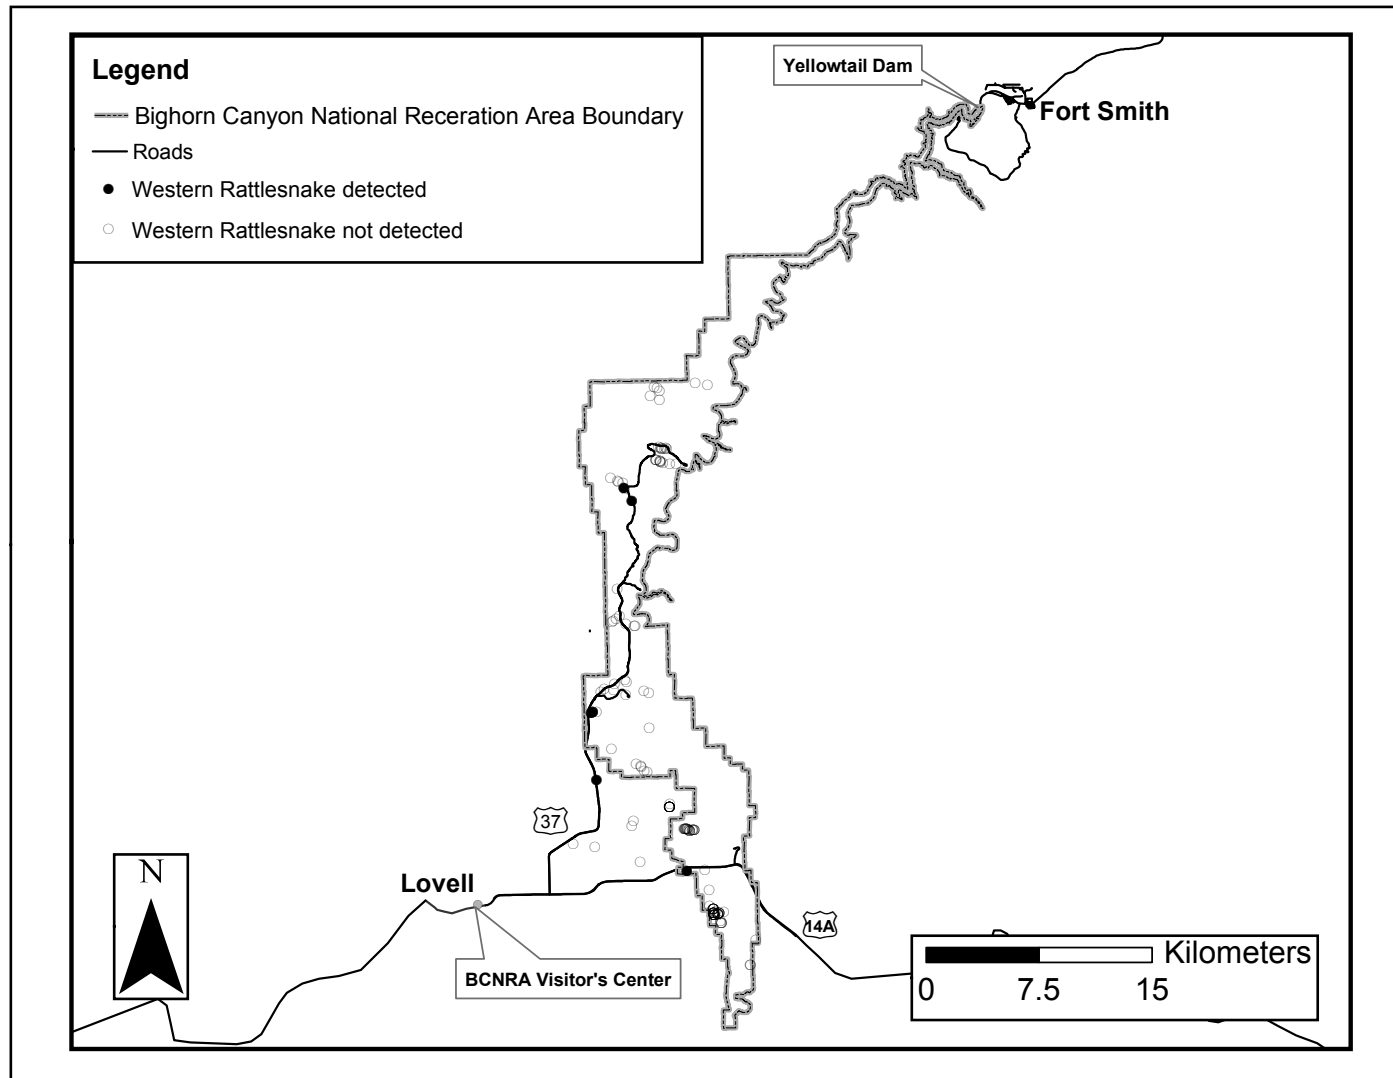 Legend
Bighorn Canyon National Receration Area Boundary
Roads
Western Rattlesnake detected
Western Rattlesnake not detected
Yellowtail Dam
Fort Smith
37
N
Lovell
14A
BCNRA Visitor's Center
Kilometers
0 7.5 15